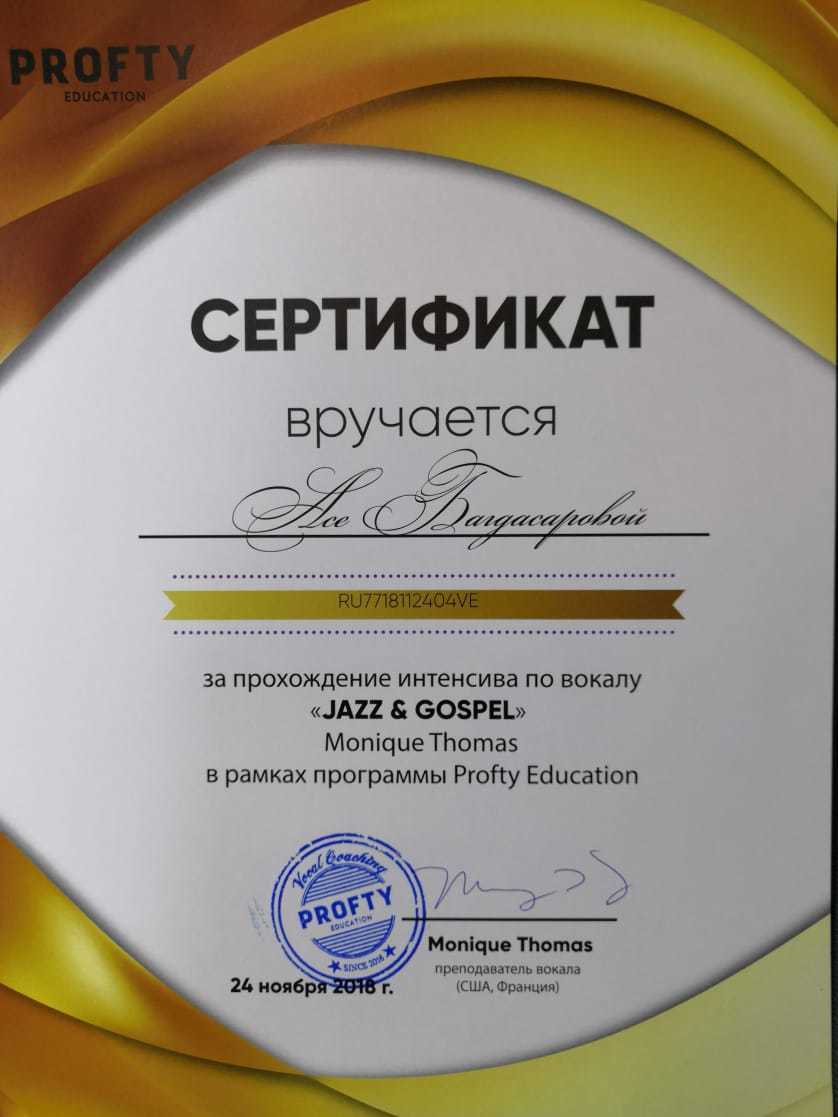 PROFTY
EDUCATION
СЕРТИФИКАТ
вручается
Асе Багдасаровой
RU7718112404VE
за прохождение интенсива по вокалу
«JAZZ & GOSPEL»
Monique Thomas
в рамках программы Profty Education
Vocal Coaching
PROFTY
EDUCATION
SINCE 2016
Monique Thomas
преподаватель вокала
(США, Франция)
24 ноября 2018 г.